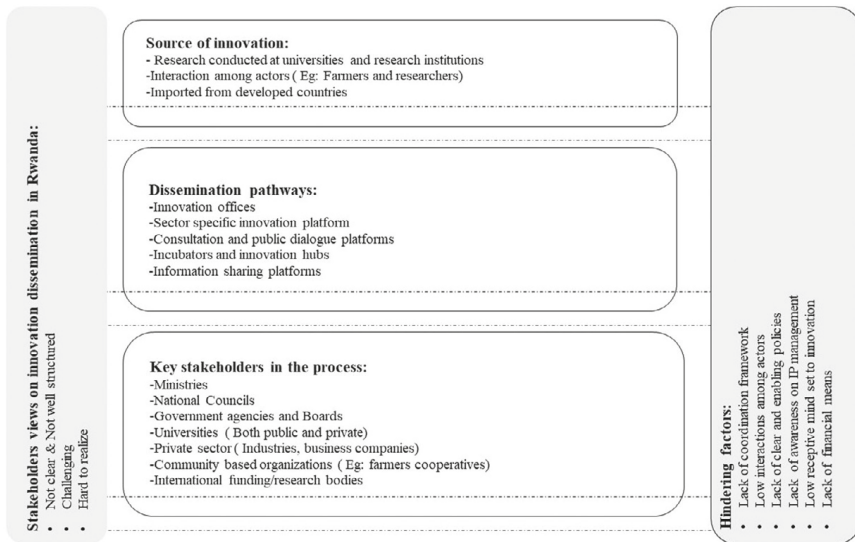 Stakeholders views on innovation dissemination in Rwanda:
• Not clear & Not well structured
• Challenging
• Hard to realize
Source of innovation:
- Research conducted at universities and research institutions
-Interaction among actors ( Eg: Farmers and researchers)
-Imported from developed countries
Dissemination pathways:
-Innovation offices
-Sector specific innovation platform
-Consultation and public dialogue platforms
-Incubators and innovation hubs
-Information sharing platforms
Key stakeholders in the process:
-Ministries
-National Councils
-Government agencies and Boards
-Universities ( Both public and private)
-Private sector ( Industries, business companies)
-Community based organizations ( Eg: farmers cooperatives)
-International funding/research bodies
Hindering factors:
• Lack of coordination framework
• Low interactions among actors
• Lack of clear and enabling policies
• Lack of awareness on IP management
• Low receptive mind set to innovation
• Lack of financial means